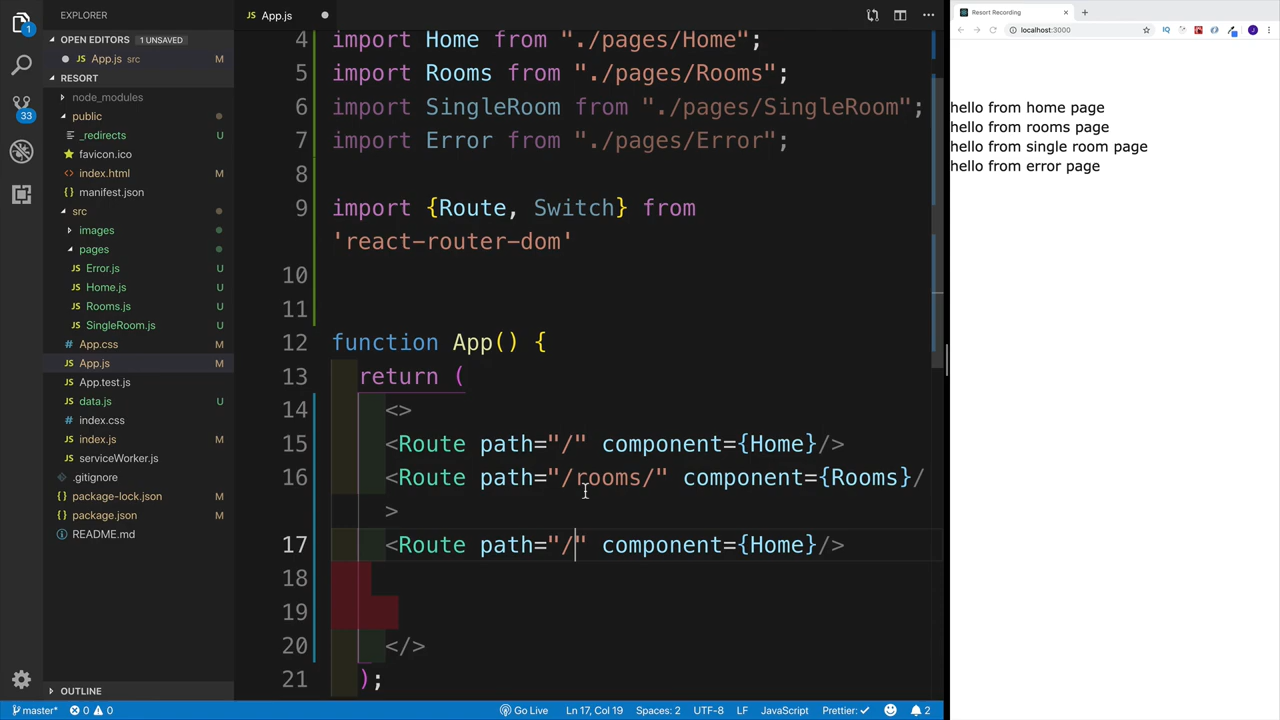 EXPLORER
OPEN EDITORS 1 UNSAVED
App.js src M
RESORT
node_modules
public
_redirects U
favicon.ico
index.html M
manifest.json
src
images
pages
Error.js U
Home.js U
Rooms.js U
SingleRoom.js U
App.css M
App.js M
App.test.js
data.js U
index.css
index.js M
serviceWorker.js
.gitignore
package-lock.json M
package.json M
README.md
OUTLINE
1
33
App.js
4 import Home from "./pages/Home";
5 import Rooms from "./pages/Rooms";
6 import SingleRoom from "./pages/SingleRoom";
7 import Error from "./pages/Error";
8
9 import {Route, Switch} from
'react-router-dom'
10
11
12 function App() {
13 return (
14 <>
15 <Route path="/" component={Home}/>
16 <Route path="/rooms/" component={Rooms}/
>
17 <Route path="/" component={Home}/>
18
19
20 </>
21 );
master* 0 0 Go Live Ln 17, Col 19 Spaces: 2 UTF-8 LF JavaScript Prettier: ✓ 2
Resort Recording
localhost:3000
IQ
J
hello from home page
hello from rooms page
hello from single room page
hello from error page